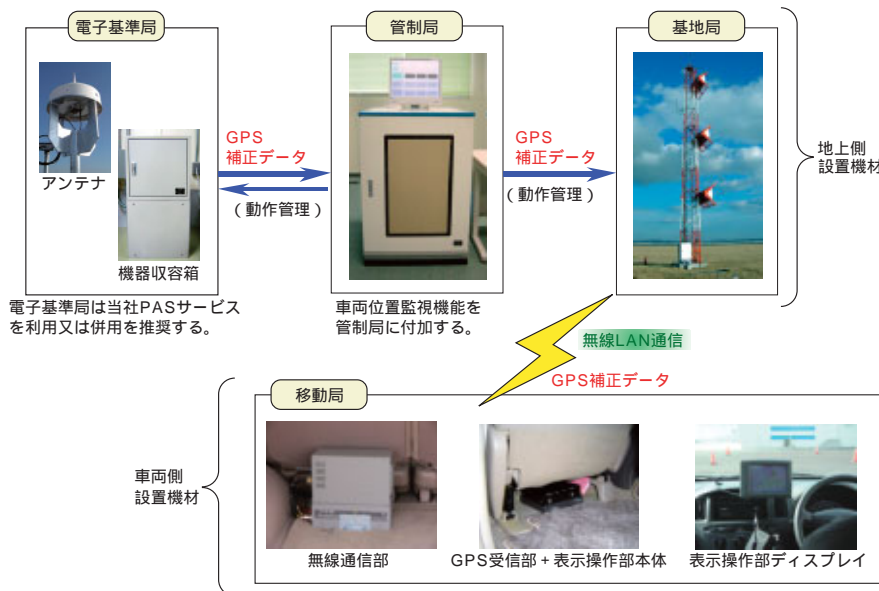 電子基準局
アンテナ
機器収容箱
電子基準局は当社PASサービス
を利用又は併用を推奨する。
GPS
補正データ
(動作管理)
管制局
車両位置監視機能を
管制局に付加する。
GPS
補正データ
(動作管理)
基地局
地上側
設置機材
無線LAN通信
GPS補正データ
車両側
設置機材
移動局
無線通信部
GPS受信部+表示操作部本体
表示操作部ディスプレイ